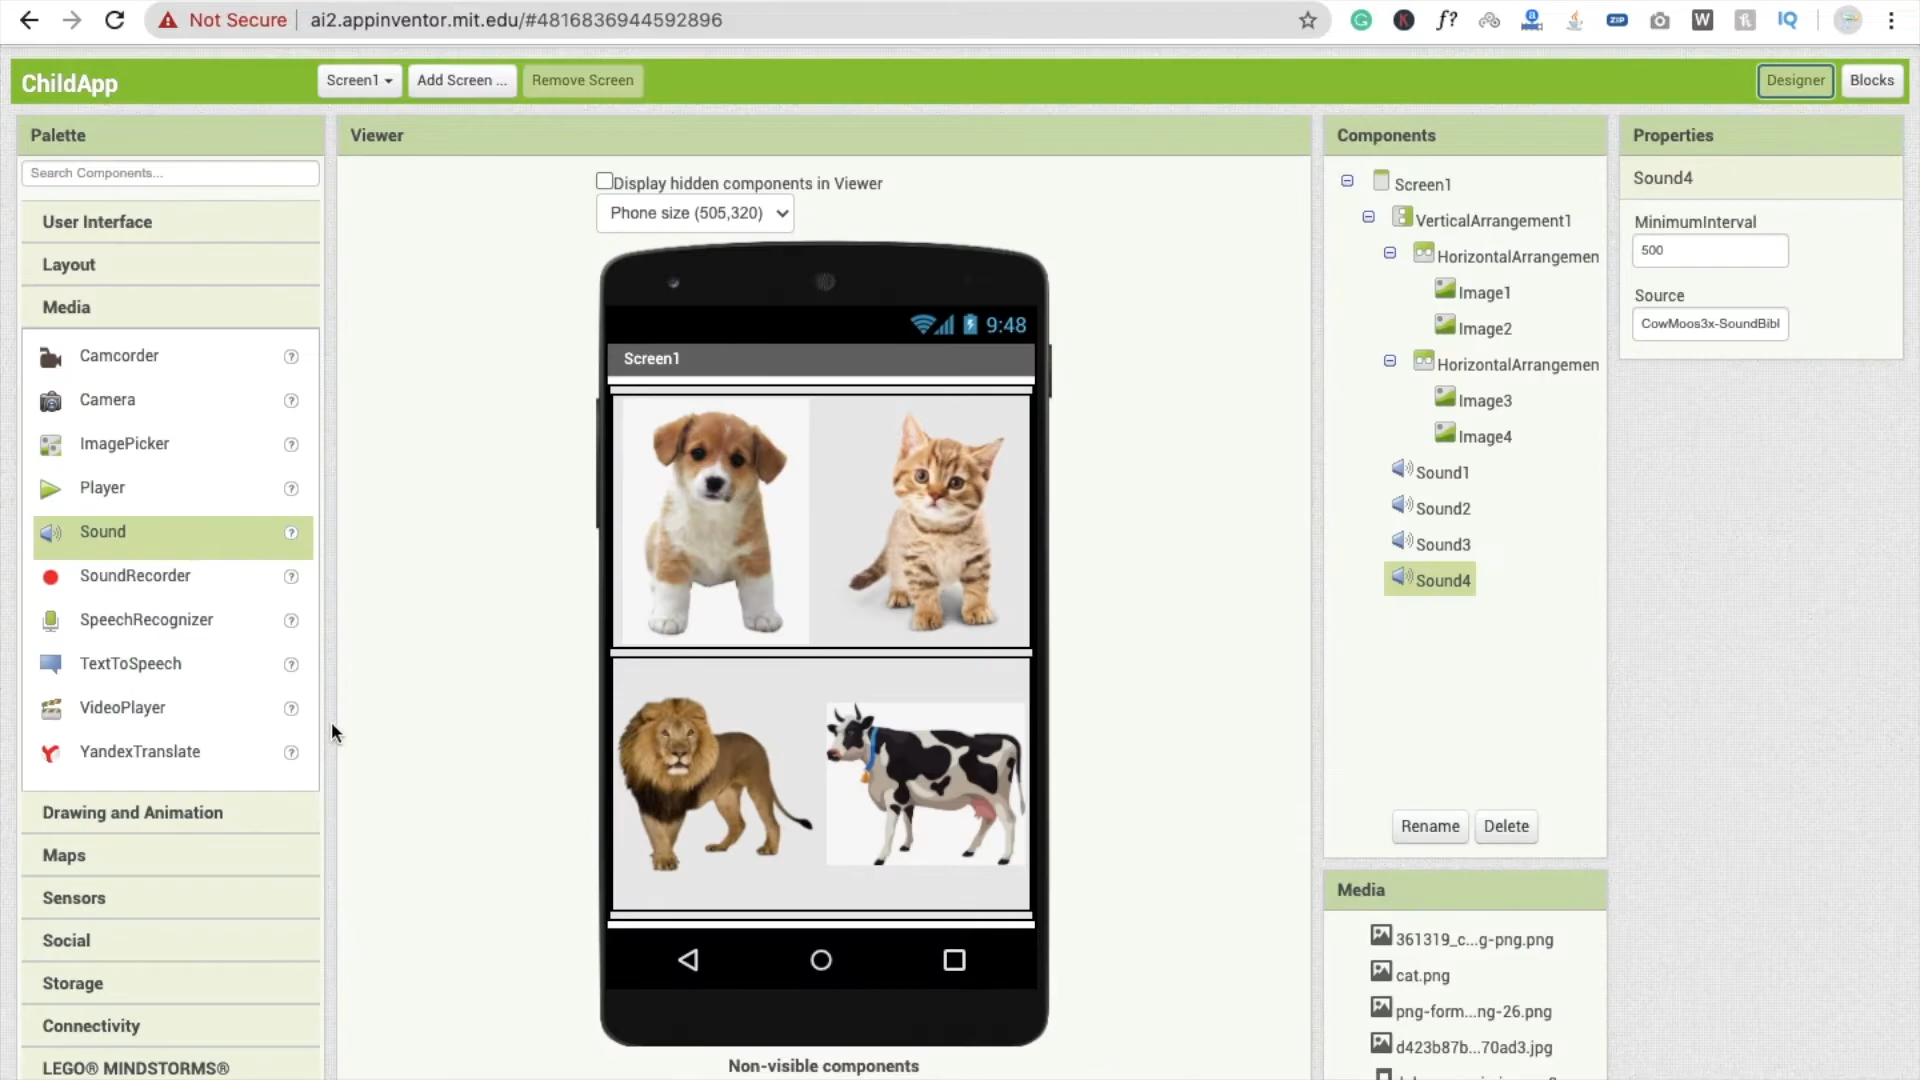 Not Secure
ai2.appinventor.mit.edu/#4816836944592896
ZIP
W
IQ
ChildApp
Screen1
Add Screen ...
Remove Screen
Designer
Blocks
Palette
Search Components...
User Interface
Layout
Media
Camcorder
Camera
ImagePicker
Player
Sound
SoundRecorder
SpeechRecognizer
TextToSpeech
VideoPlayer
YandexTranslate
Drawing and Animation
Maps
Sensors
Social
Storage
Connectivity
LEGO® MINDSTORMS®
Viewer
Display hidden components in Viewer
Phone size (505,320)
9:48
Screen1
Non-visible components
Components
Screen1
VerticalArrangement1
HorizontalArrangemen
Image1
Image2
HorizontalArrangemen
Image3
Image4
Sound1
Sound2
Sound3
Sound4
Rename
Delete
Media
361319_c...g-png.png
cat.png
png-form...ng-26.png
d423b87b...70ad3.jpg
Properties
Sound4
MinimumInterval
500
Source
CowMoos3x-SoundBibl